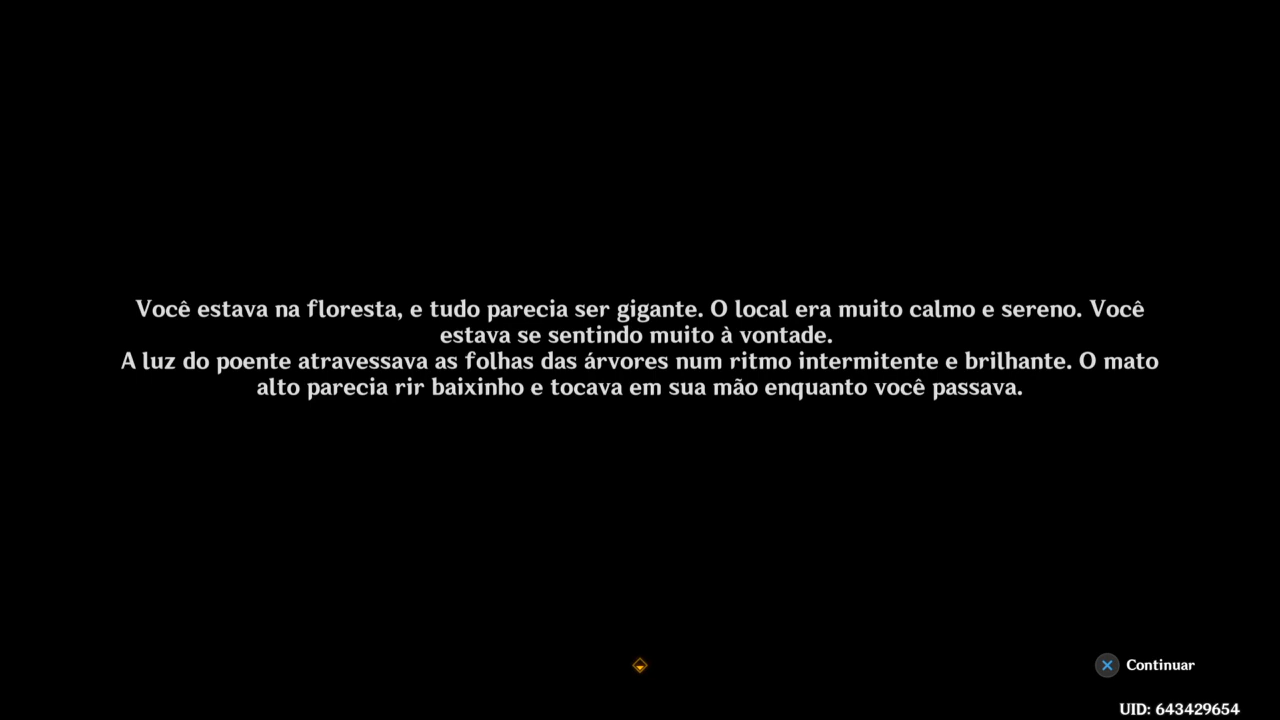 Você estava na floresta, e tudo parecia ser gigante. O local era muito calmo e sereno. Você
estava se sentindo muito à vontade.
A luz do poente atravessava as folhas das árvores num ritmo intermitente e brilhante. O mato
alto parecia rir baixinho e tocava em sua mão enquanto você passava.
Continuar
UID: 643429654